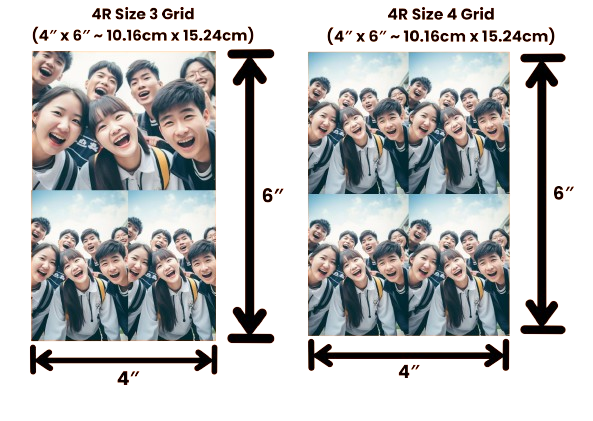 4R Size 3 Grid
(4″ x 6″ ~ 10.16cm x 15.24cm)
6″
4″
4R Size 4 Grid
(4″ x 6″ ~ 10.16cm x 15.24cm)
6″
4″